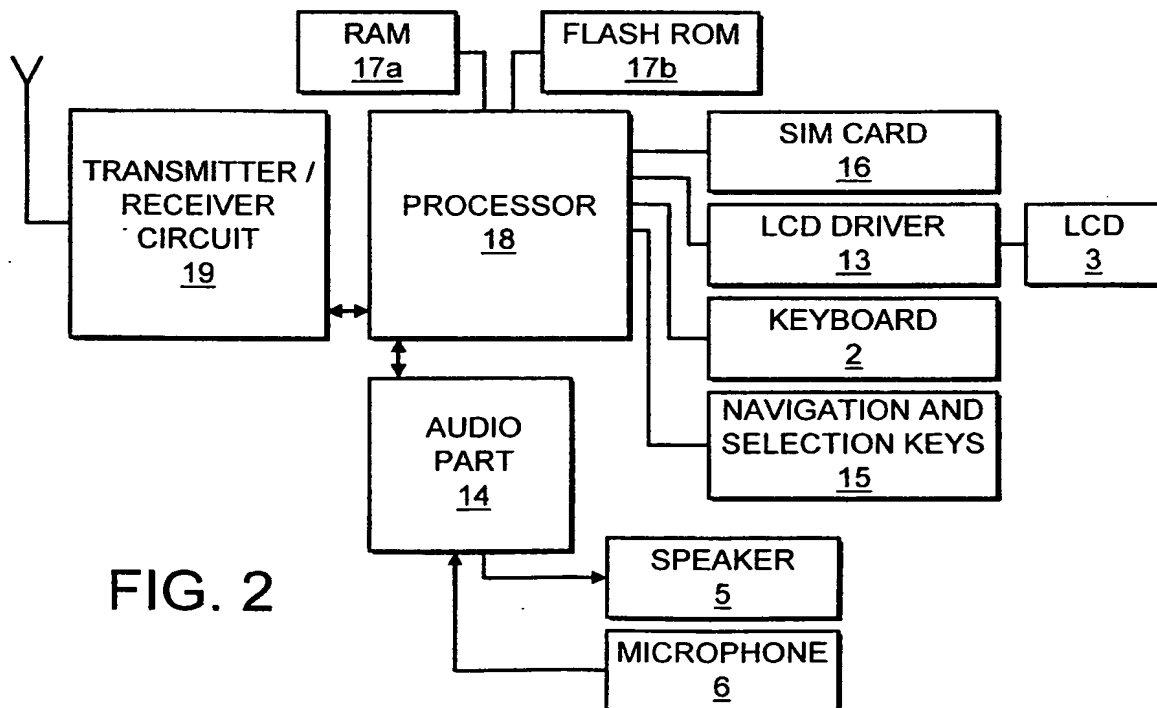 RAM
17a
FLASH ROM
17b
TRANSMITTER /
RECEIVER
CIRCUIT
19
PROCESSOR
18
SIM CARD
16
LCD DRIVER
13
LCD
3
KEYBOARD
2
NAVIGATION AND
SELECTION KEYS
15
AUDIO
PART
14
SPEAKER
5
MICROPHONE
6
FIG. 2